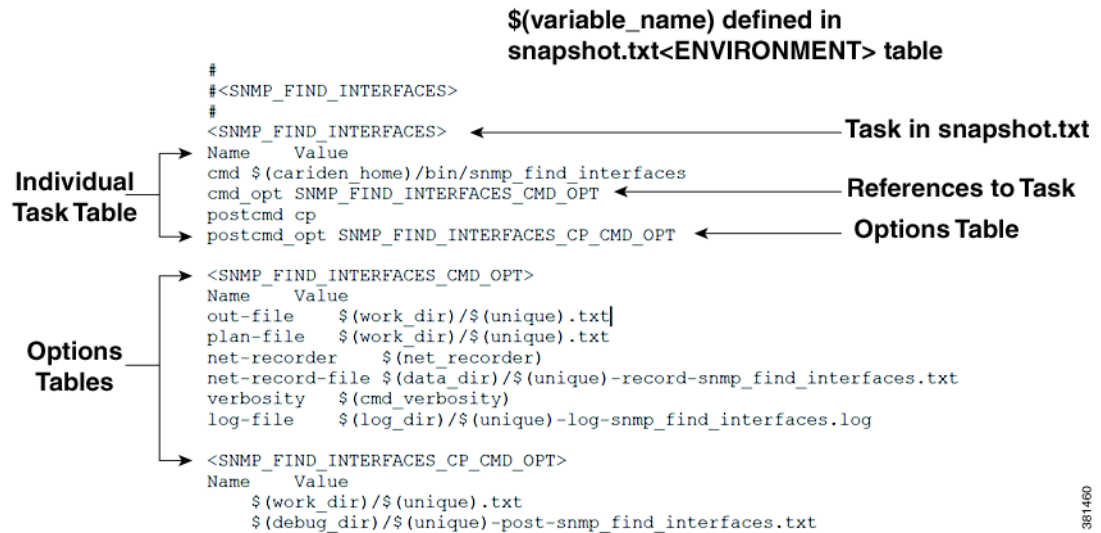 $(variable_name) defined in
snapshot.txt<ENVIRONMENT> table
#
#<SNMP_FIND_INTERFACES>
#
<SNMP_FIND_INTERFACES>
Task in snapshot.txt
Name Value
cmd $(cariden_home)/bin/snmp_find_interfaces
Individual
Task Table
cmd_opt SNMP_FIND_INTERFACES_CMD_OPT
References to Task
postcmd cp
postcmd_opt SNMP_FIND_INTERFACES_CP_CMD_OPT
Options Table
<SNMP_FIND_INTERFACES_CMD_OPT>
Name Value
out-file $(work_dir)/$(unique).txt
plan-file $(work_dir)/$(unique).txt
Options
Tables
net-recorder $(net_recorder)
net-record-file $(data_dir)/$(unique)-record-snmp_find_interfaces.txt
verbosity $(cmd_verbosity)
log-file $(log_dir)/$(unique)-log-snmp_find_interfaces.log
<SNMP_FIND_INTERFACES_CP_CMD_OPT>
Name Value
$(work_dir)/$(unique).txt
$(debug_dir)/$(unique)-post-snmp_find_interfaces.txt
381460